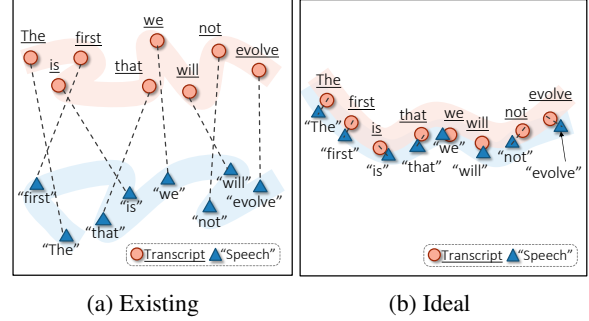 The
first
is
that
we
will
not
evolve
"first"
"The"
"that"
"is"
"we"
"not"
"will"
"evolve"
Transcript "Speech"
(a) Existing
The
first
is
that
we
will
not
evolve
"The"
"first"
"is"
"that"
"we"
"will"
"not"
"evolve"
Transcript "Speech"
(b) Ideal